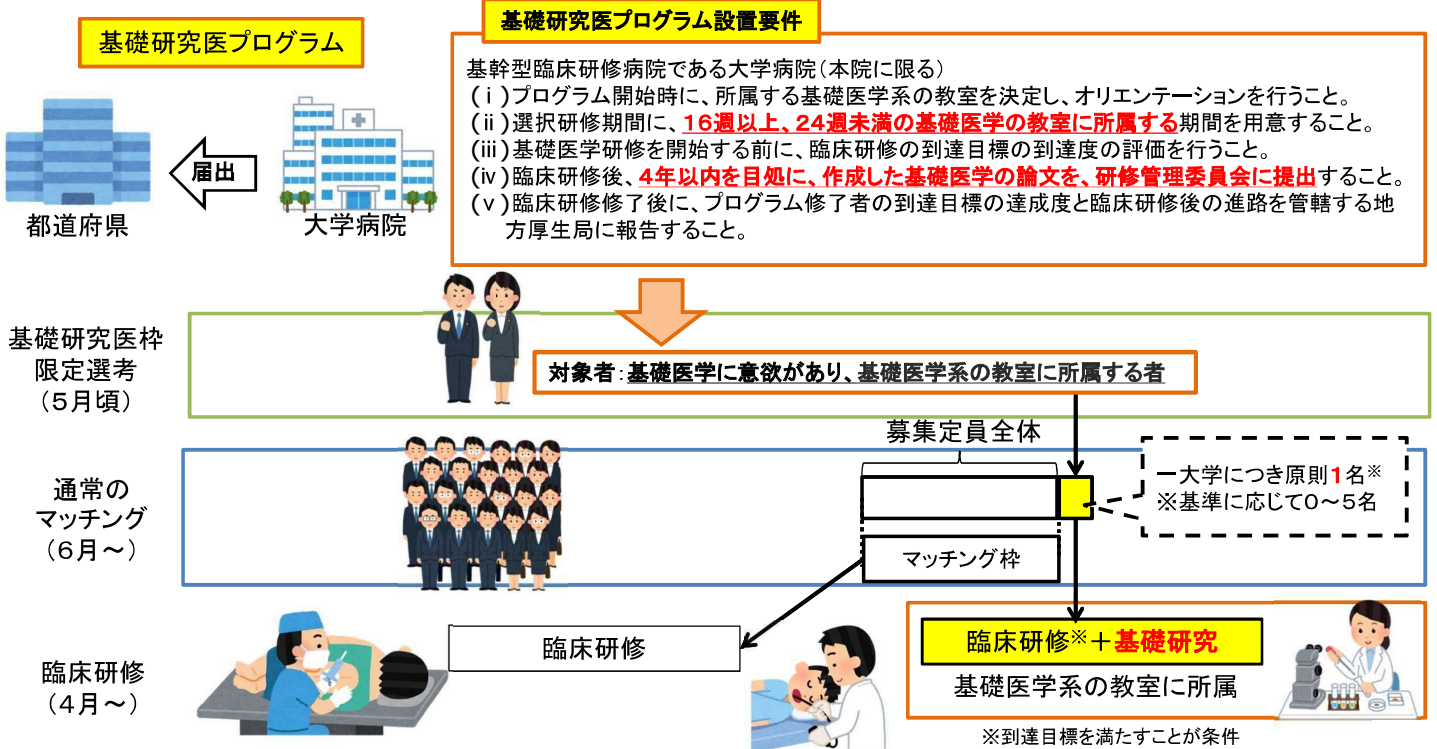 基礎研究医プログラム
基礎研究医プログラム設置要件
基幹型臨床研修病院である大学病院(本院に限る)
(ⅰ)プログラム開始時に、所属する基礎医学系の教室を決定し、オリエンテーションを行うこと。
(ⅱ)選択研修期間に、16週以上、24週未満の基礎医学の教室に所属する期間を用意すること。
(ⅲ)基礎医学研修を開始する前に、臨床研修の到達目標の到達度の評価を行うこと。
(ⅳ)臨床研修後、4年以内を目処に、作成した基礎医学の論文を、研修管理委員会に提出すること。
(ⅴ)臨床研修修了後に、プログラム修了者の到達目標の達成度と臨床研修後の進路を管轄する地
方厚生局に報告すること。
届出
都道府県
大学病院
基礎研究医枠
限定選考
(5月頃)
対象者:基礎医学に意欲があり、基礎医学系の教室に所属する者
通常の
マッチング
(6月~)
募集定員全体
マッチング枠
一大学につき原則1名※
※基準に応じて0~5名
臨床研修
(4月~)
臨床研修
臨床研修※+基礎研究
基礎医学系の教室に所属
※到達目標を満たすことが条件